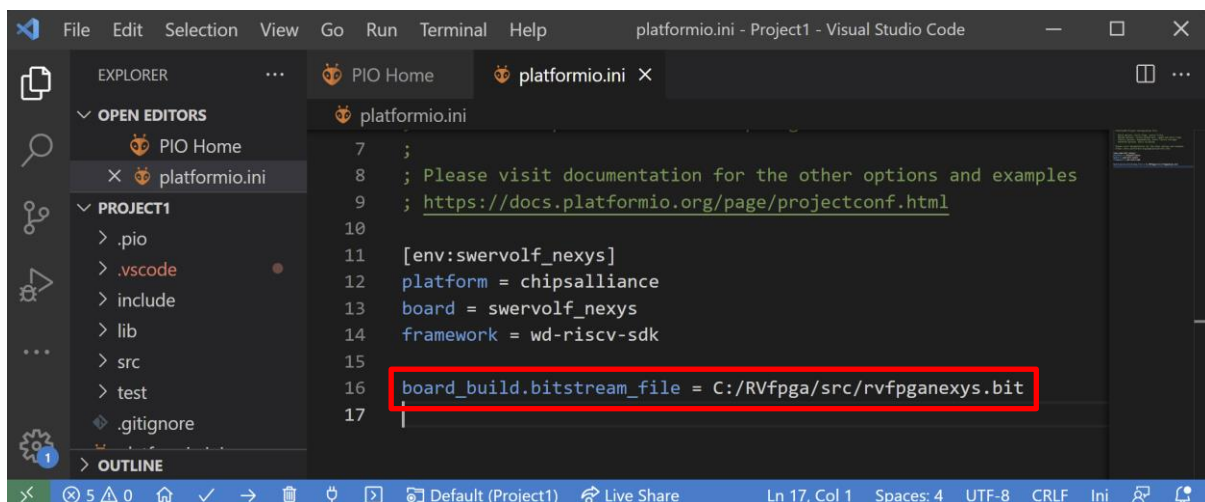 File Edit Selection View Go Run Terminal Help platformio.ini - Project1 - Visual Studio Code
EXPLORER
PIO Home
platformio.ini
OPEN EDITORS
PIO Home
platformio.ini
PROJECT1
.pio
.vscode
include
lib
src
test
.gitignore
OUTLINE
platformio.ini
7 ;
8 ; Please visit documentation for the other options and examples
9 ; https://docs.platformio.org/page/projectconf.html
10
11 [env:swervolf_nexys]
12 platform = chipsalliance
13 board = swervolf_nexys
14 framework = wd-riscv-sdk
15
16 board_build.bitstream_file = C:/RVfpga/src/rvfpganexys.bit
17
1
5 0 Default (Project1) Live Share Ln 17, Col 1 Spaces: 4 UTF-8 CRLF Ini